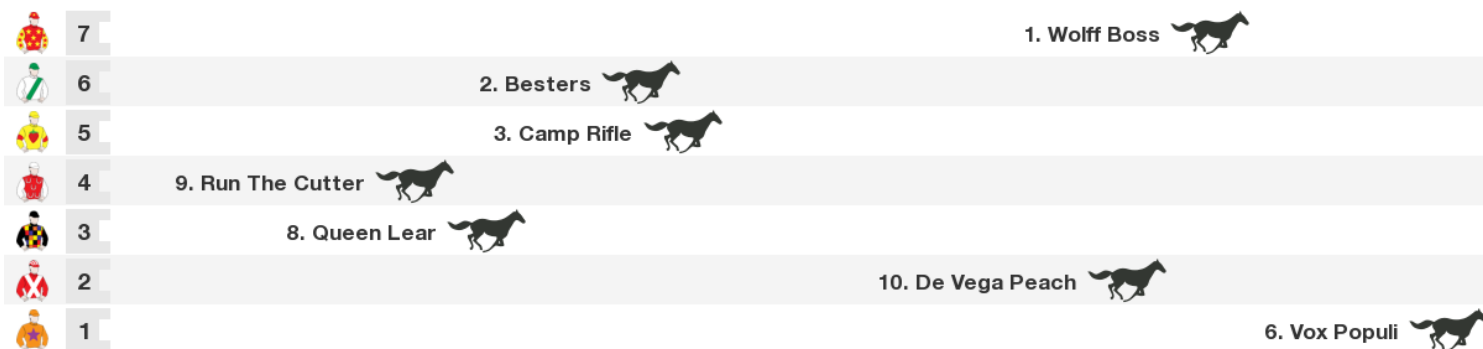 7 1. Wolff Boss
6 2. Besters
5 3. Camp Rifle
4 9. Run The Cutter
3 8. Queen Lear
2 10. De Vega Peach
1 6. Vox Populi